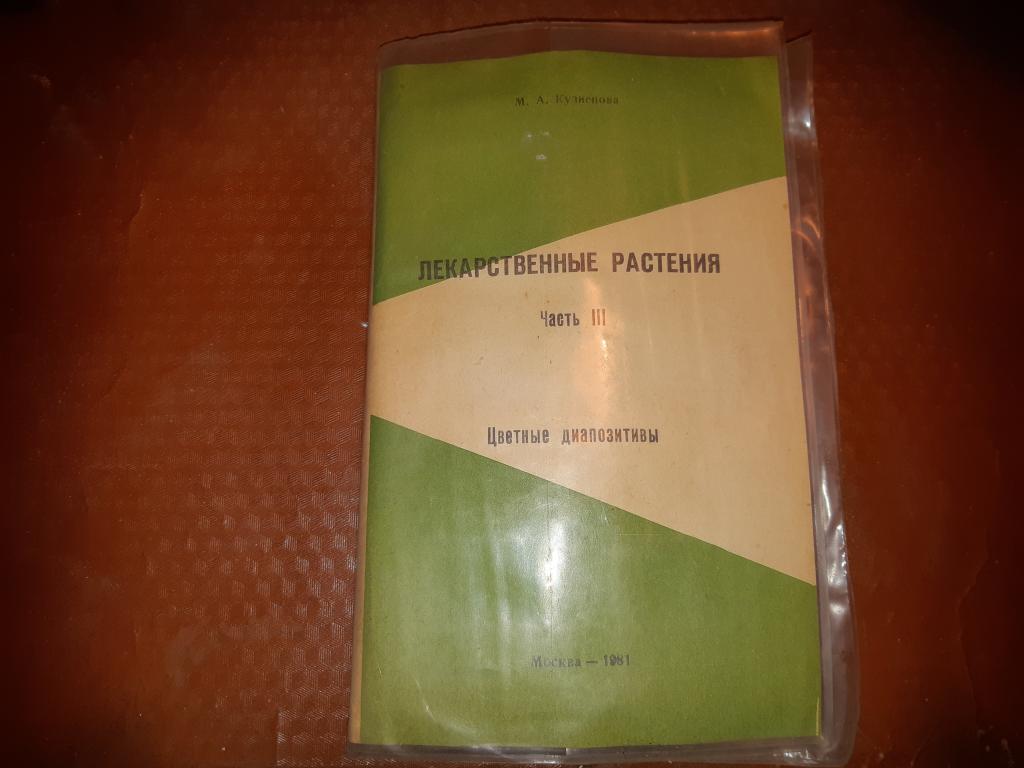 М. А. Кузнецова
ЛЕКАРСТВЕННЫЕ РАСТЕНИЯ
Часть III
Цветные диапозитивы
Москва — 1981